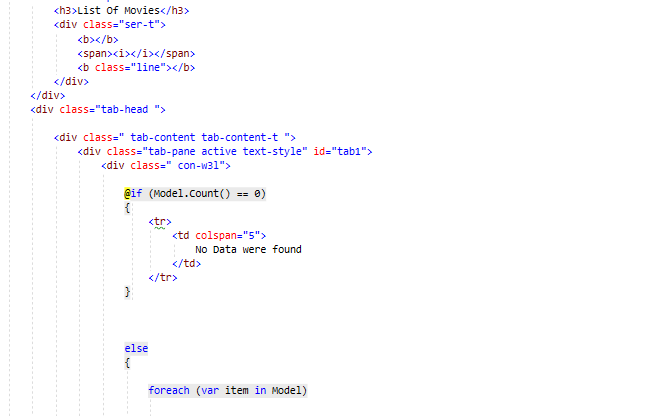 <h3>List Of Movies</h3>
<div class="ser-t">
<b></b>
<span><i></i></span>
<b class="line"></b>
</div>
</div>
<div class="tab-head ">
<div class=" tab-content tab-content-t ">
<div class="tab-pane active text-style" id="tab1">
<div class=" con-w3l">
@if (Model.Count() == 0)
{
<tr>
<td colspan="5">
No Data were found
</td>
</tr>
}
else
{
foreach (var item in Model)